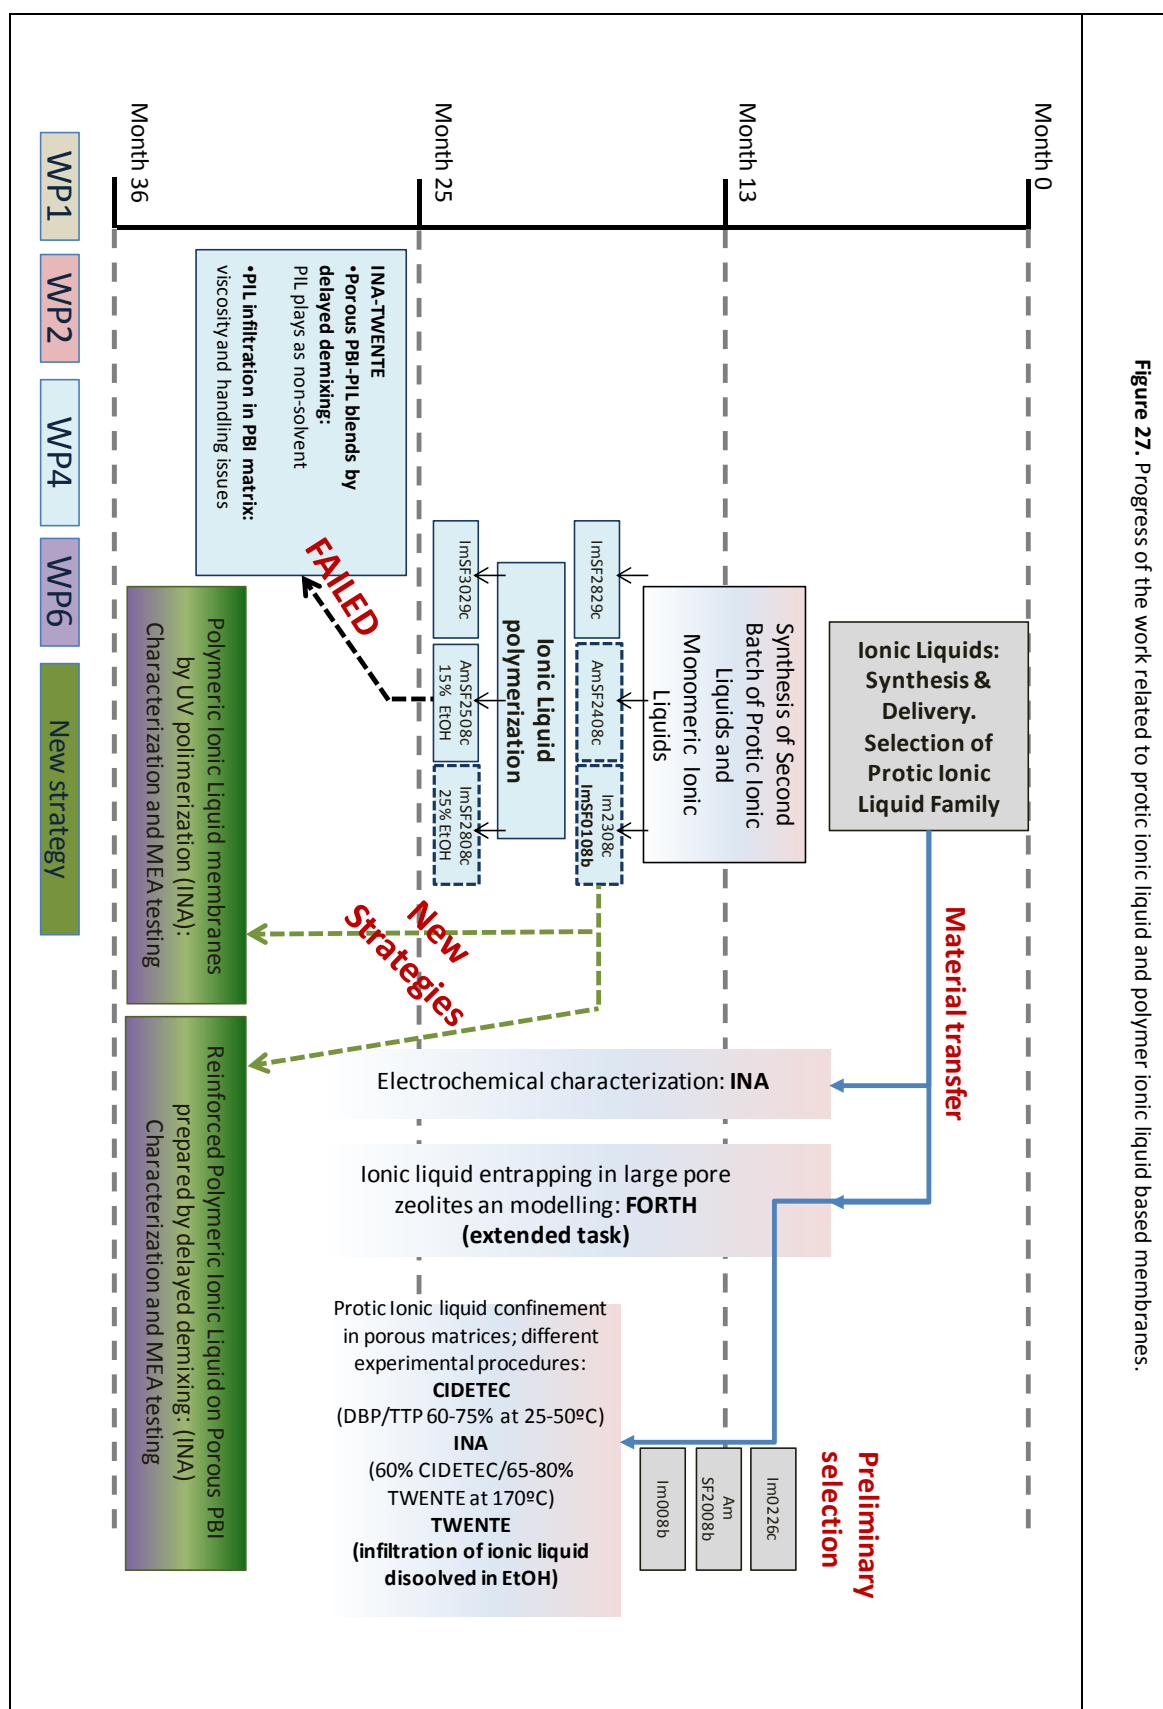 Month 0
Month 13
Month 25
Month 36
Ionic Liquids:
Synthesis &
Delivery.
Selection of
Protic Ionic
Liquid Family
Material transfer
Preliminary
selection
Im0226c
Am
SF2008b
Im008b
Synthesis of Second
Batch of Protic Ionic
Liquids and
Monomeric Ionic
Liquids
ImSF2829c
AmSF2408c
Im2308c
ImSF0108b
Ionic Liquid
polymerization
ImSF3029c
AmSF2508c
15% EtOH
ImSF2808c
25% EtOH
Electrochemical characterization: INA
Ionic liquid entrapping in large pore
zeolites an modelling: FORTH
(extended task)
Protic Ionic liquid confinement
in porous matrices; different
experimental procedures:
CIDETEC
(DBP/TTP 60-75% at 25-50ºC)
INA
(60% CIDETEC/65-80%
TWENTE at 170ºC)
TWENTE
(infiltration of ionic liquid
disoolved in EtOH)
FAILED
INA-TWENTE
•Porous PBI-PIL blends by
delayed demixing:
PIL plays as non-solvent
•PIL infiltration in PBI matrix:
viscosity and handling issues
New
Strategies
Polymeric Ionic Liquid membranes
by UV polimerization (INA):
Characterization and MEA testing
Reinforced Polymeric Ionic Liquid on Porous PBI
prepared by delayed demixing: (INA)
Characterization and MEA testing
WP1
WP2
WP4
WP6
New strategy
Figure 27. Progress of the work related to protic ionic liquid and polymer ionic liquid based membranes.